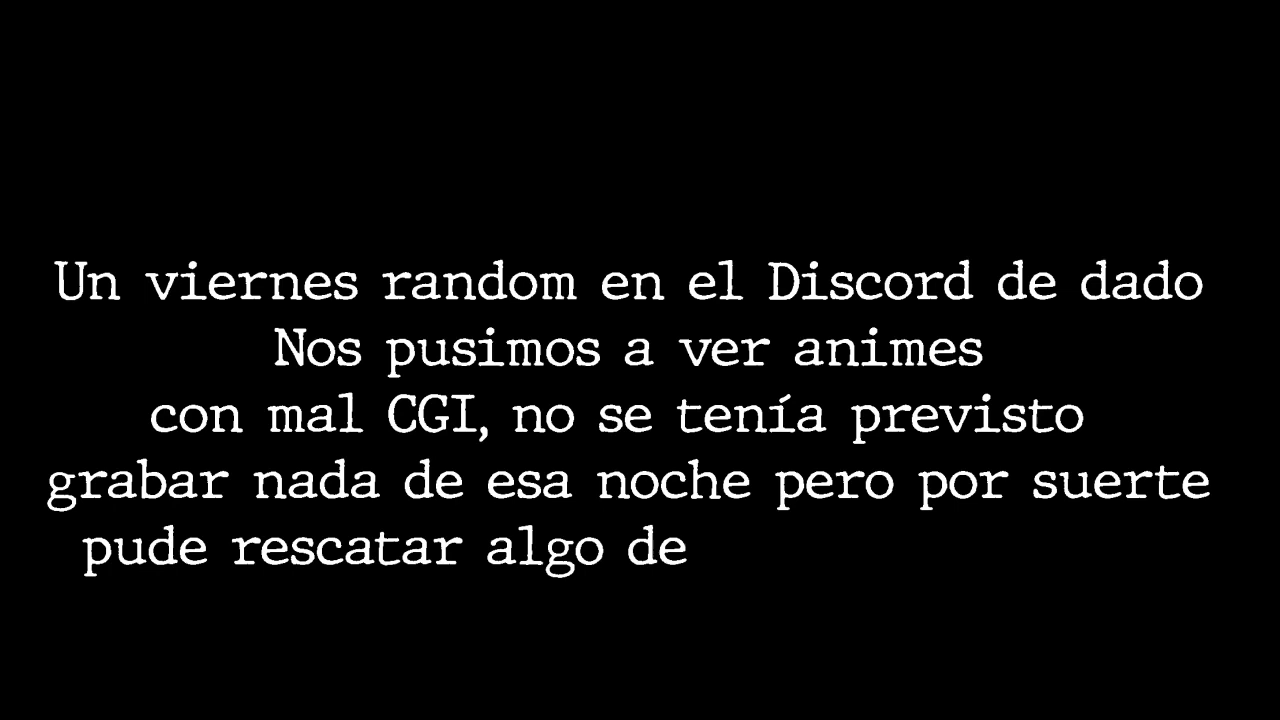 Un viernes random en el Discord de dado
Nos pusimos a ver animes
con mal CGI, no se tenía previsto
grabar nada de esa noche pero por suerte
pude rescatar algo de